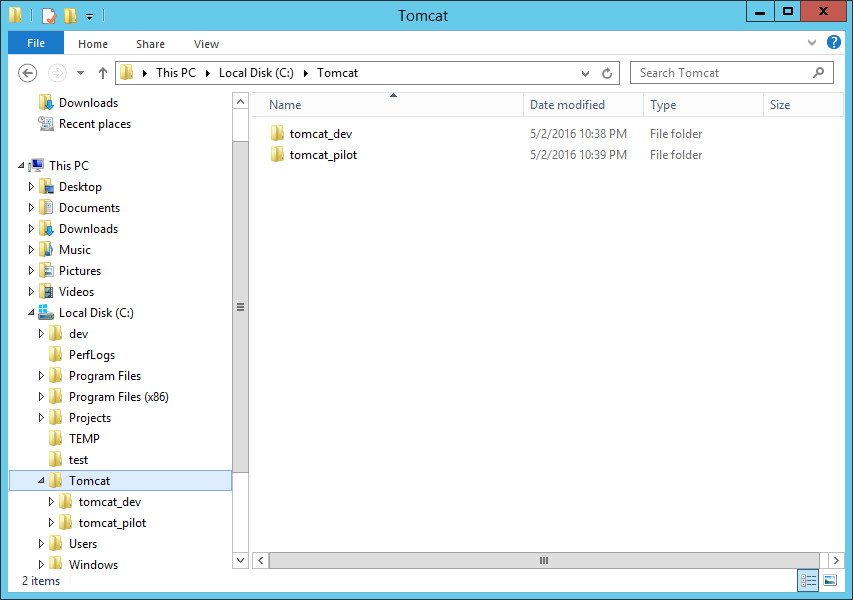 Tomcat
File Home Share View
This PC Local Disk (C:) Tomcat Search Tomcat
Downloads
Recent places
This PC
Desktop
Documents
Downloads
Music
Pictures
Videos
Local Disk (C:)
dev
PerfLogs
Program Files
Program Files (x86)
Projects
TEMP
test
Tomcat
tomcat_dev
tomcat_pilot
Users
Windows
Name Date modified Type Size
tomcat_dev 5/2/2016 10:38 PM File folder
tomcat_pilot 5/2/2016 10:39 PM File folder
2 items